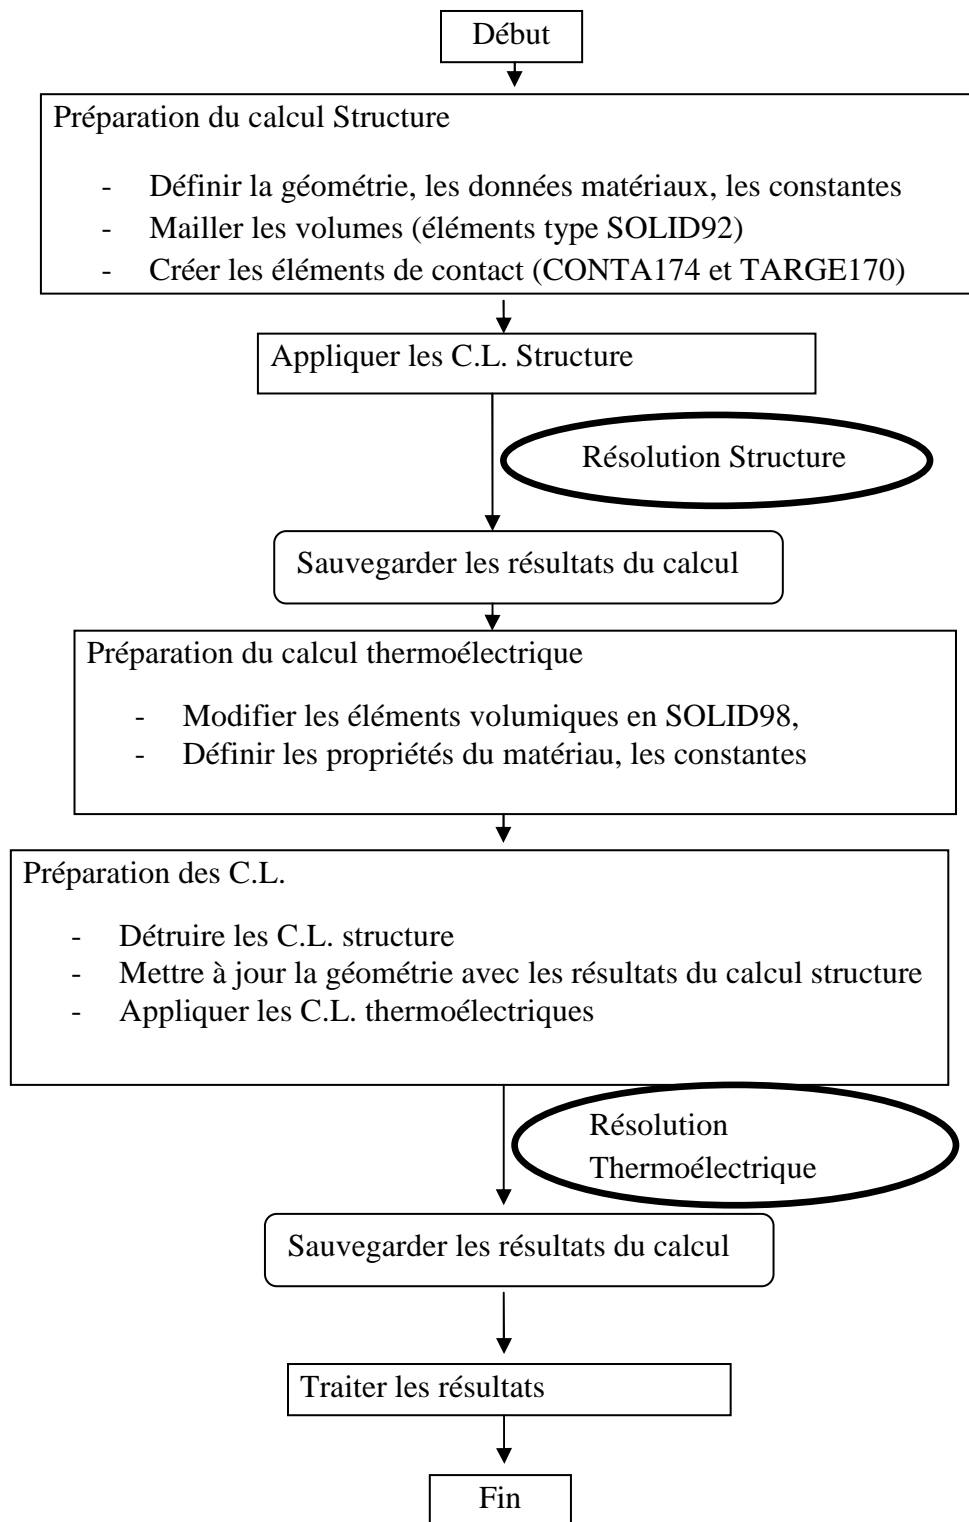 Début
Préparation du calcul Structure
- Définir la géométrie, les données matériaux, les constantes
- Mailler les volumes (éléments type SOLID92)
- Créer les éléments de contact (CONTA174 et TARGE170)
Appliquer les C.L. Structure
Résolution Structure
Sauvegarder les résultats du calcul
Préparation du calcul thermoélectrique
- Modifier les éléments volumiques en SOLID98,
- Définir les propriétés du matériau, les constantes
Préparation des C.L.
- Détruire les C.L. structure
- Mettre à jour la géométrie avec les résultats du calcul structure
- Appliquer les C.L. thermoélectriques
Résolution
Thermoélectrique
Sauvegarder les résultats du calcul
Traiter les résultats
Fin